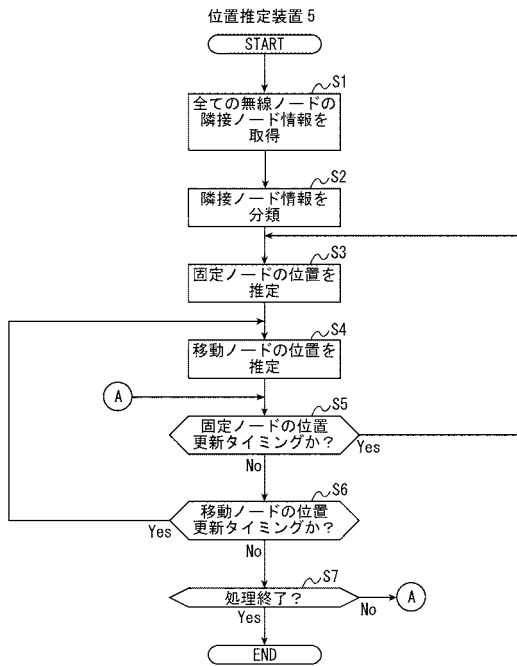 位置推定装置5
START
S1
全ての無線ノードの
隣接ノード情報を
取得
S2
隣接ノード情報を
分類
S3
固定ノードの位置を
推定
S4
移動ノードの位置を
推定
A
S5
固定ノードの位置
更新タイミングか?
Yes
No
S6
移動ノードの位置
更新タイミングか?
Yes
No
S7
処理終了?
No
A
Yes
END